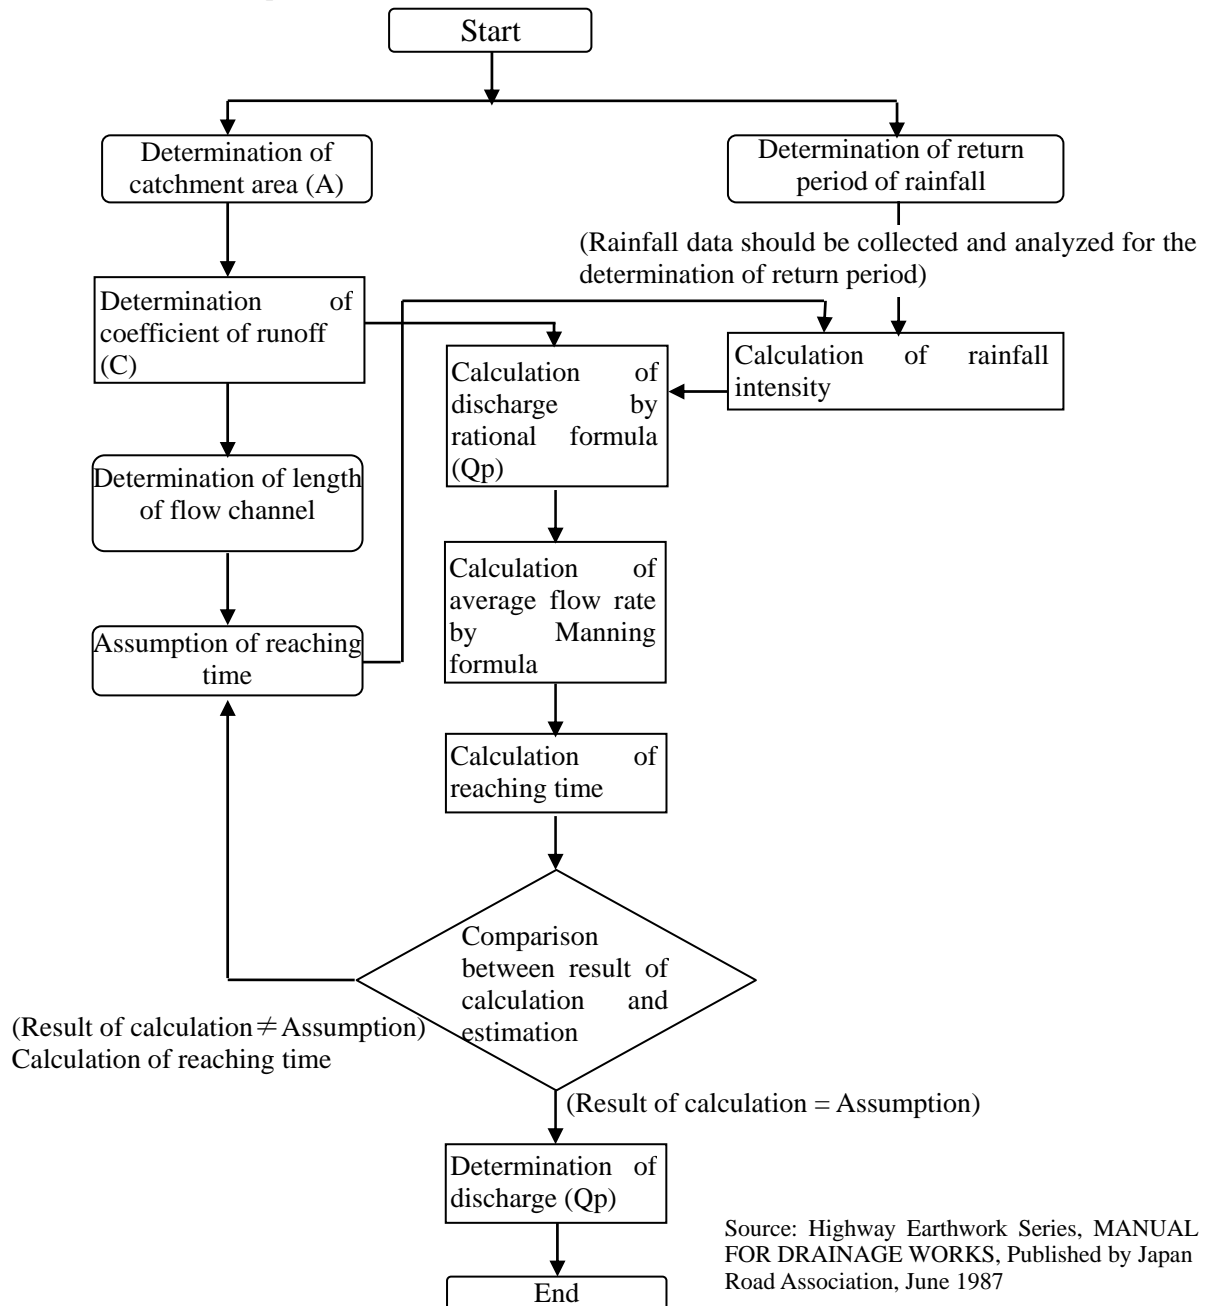 Start
Determination of
catchment area (A)
Determination of return
period of rainfall
(Rainfall data should be collected and analyzed for the
determination of return period)
Determination of
coefficient of runoff
(C)
Calculation of rainfall
intensity
Calculation of
discharge by
rational formula
(Qp)
Determination of length
of flow channel
Calculation of
average flow rate
by Manning
formula
Assumption of reaching
time
Calculation of
reaching time
Comparison
between result of
calculation and
estimation
(Result of calculation≠Assumption)
Calculation of reaching time
(Result of calculation = Assumption)
Determination of
discharge (Qp)
Source: Highway Earthwork Series, MANUAL
FOR DRAINAGE WORKS, Published by Japan
Road Association, June 1987
End